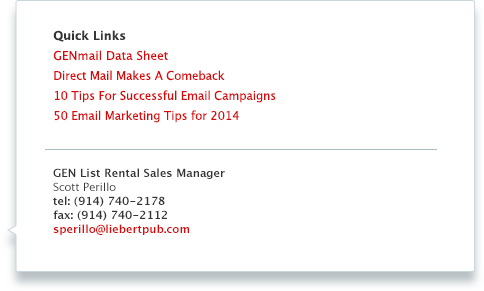 Quick Links
GENmail Data Sheet
Direct Mail Makes A Comeback
10 Tips For Successful Email Campaigns
50 Email Marketing Tips for 2014
GEN List Rental Sales Manager
Scott Perillo
tel: (914) 740-2178
fax: (914) 740-2112
sperillo@liebertpub.com